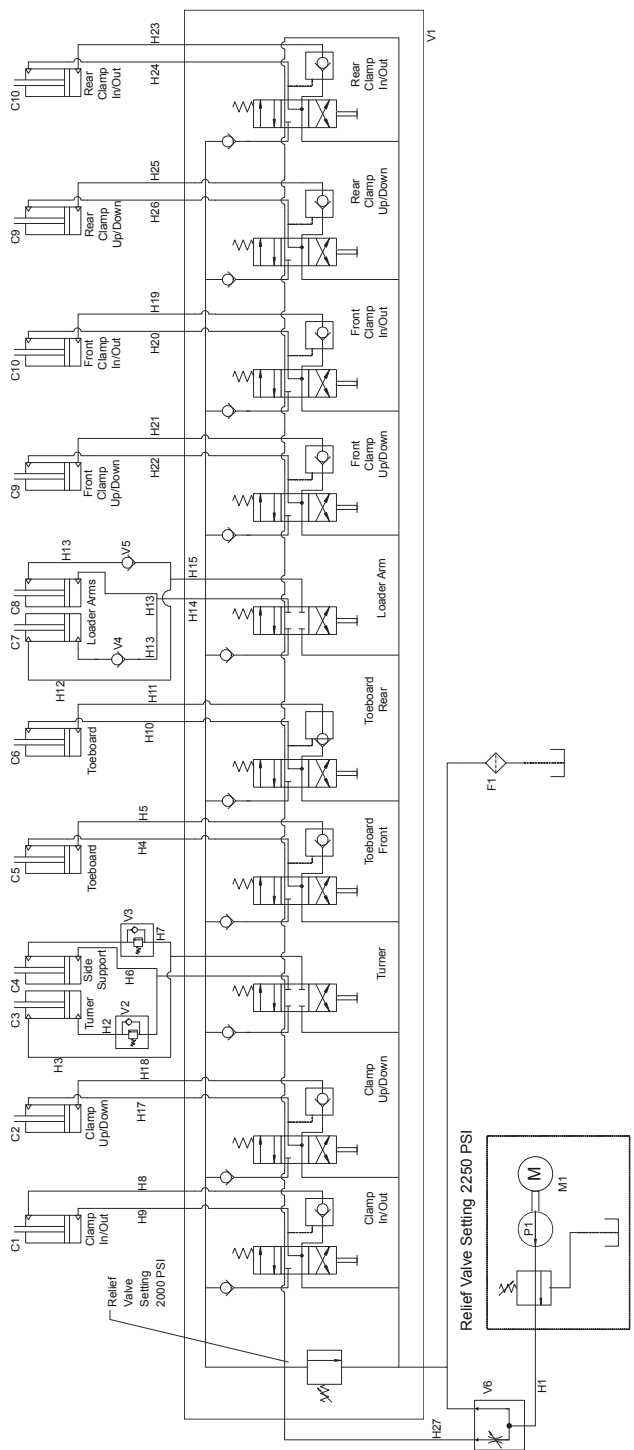 C1
Clamp
In/Out
C2
Clamp
Up/Down
C3
Turner
C4
Side
Support
C5
Toeboard
C6
Toeboard
C7
Loader Arms
C8
C9
Front
Clamp
Up/Down
C10
Front
Clamp
In/Out
C9
Rear
Clamp
Up/Down
C10
Rear
Clamp
In/Out
H8
H9
H18
H17
H3
H2
V2
H6
V3
H7
H5
H4
H11
H10
H12
V4
H13
H13
H13
V5
H15
H14
H21
H22
H19
H20
H25
H26
H23
H24
Relief
Valve
Setting
2000 PSI
Clamp
In/Out
Clamp
Up/Down
Turner
Toeboard
Front
Toeboard
Rear
Loader Arm
Front
Clamp
Up/Down
Front
Clamp
In/Out
Rear
Clamp
Up/Down
Rear
Clamp
In/Out
V1
H27
V6
H1
Relief Valve Setting 2250 PSI
P1
M
M1
F1